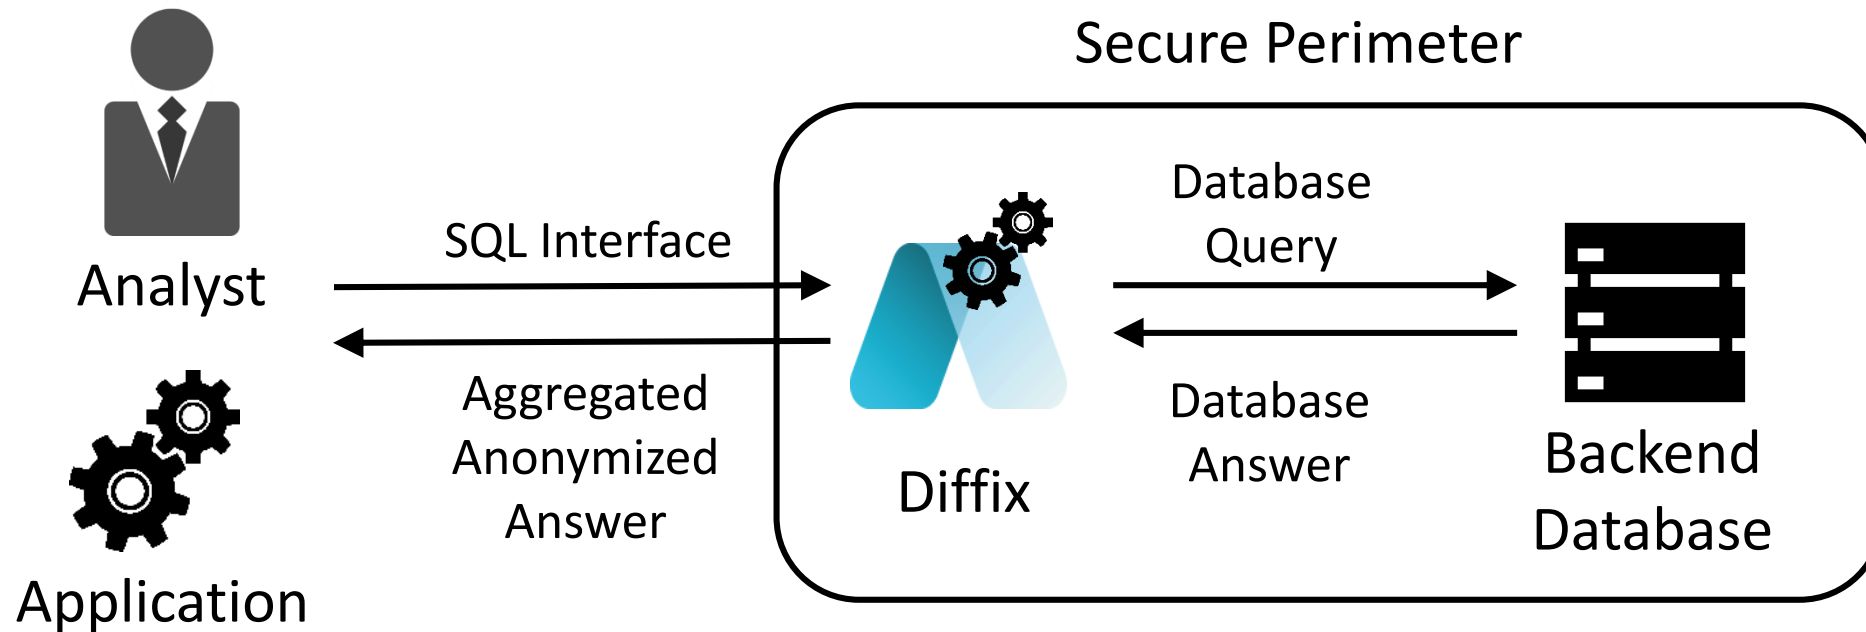 Secure Perimeter
Analyst
Application
SQL Interface
Aggregated
Anonymized
Answer
Diffix
Database
Query
Database
Answer
Backend
Database